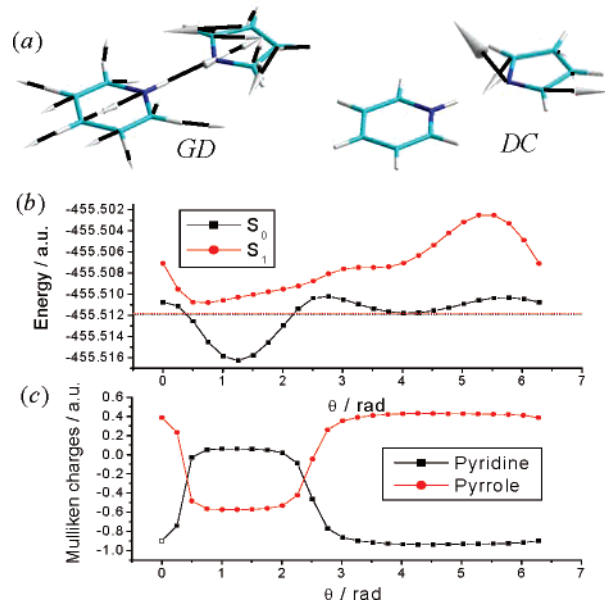 (a)
GD
DC
(b)
Energy / a.u.
-455.502
-455.504
-455.506
-455.508
-455.510
-455.512
-455.514
-455.516
S₀
S₁
0 1 2 3 4 5 6 7
θ / rad
(c)
Mulliken charges / a.u.
0.6
0.4
0.2
0.0
-0.2
-0.4
-0.6
-0.8
-1.0
Pyridine
Pyrrole
0 1 2 3 4 5 6 7
θ / rad